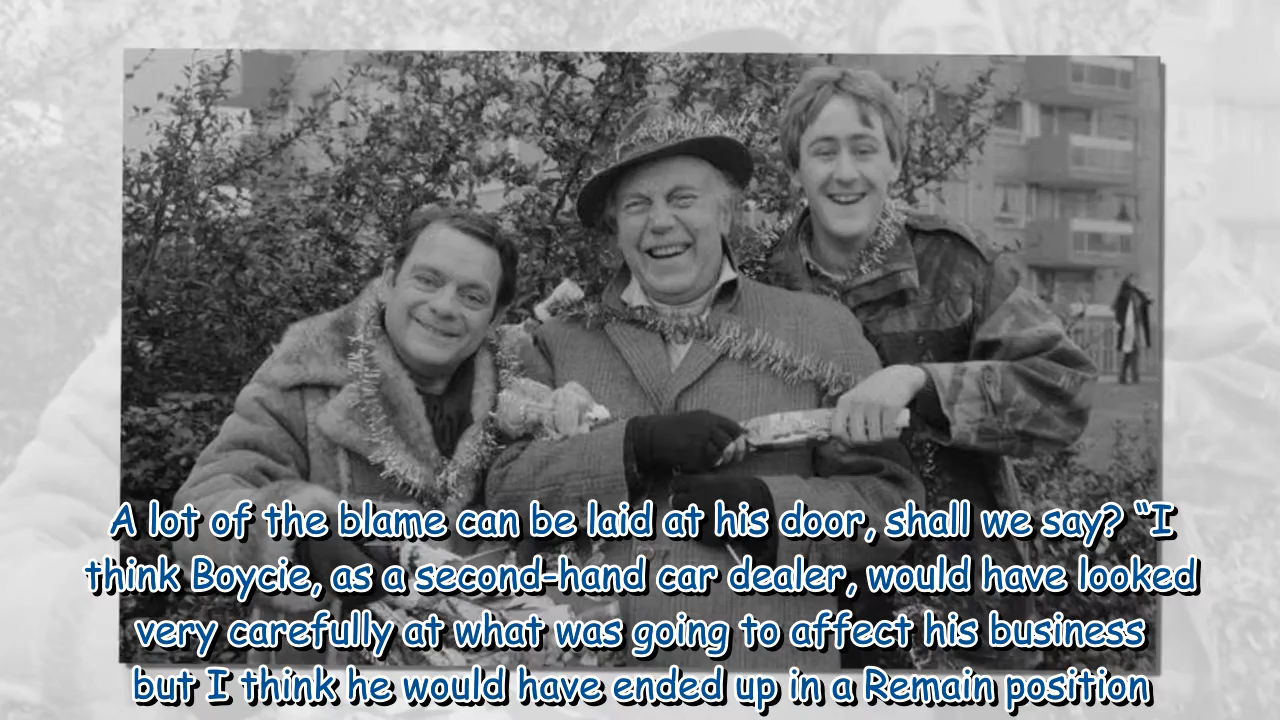 A lot of the blame can be laid at his door, shall we say? “I
think Boycie, as a second-hand car dealer, would have looked
very carefully at what was going to affect his business
but I think he would have ended up in a Remain position